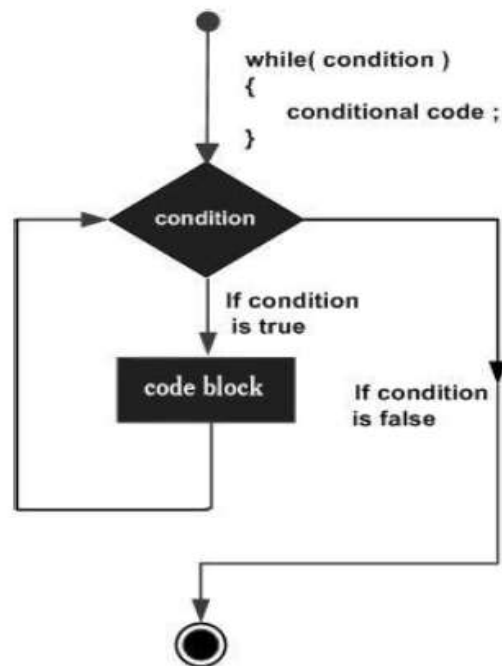 while( condition )
{
conditional code ;
}
condition
If condition
is true
code block
If condition
is false